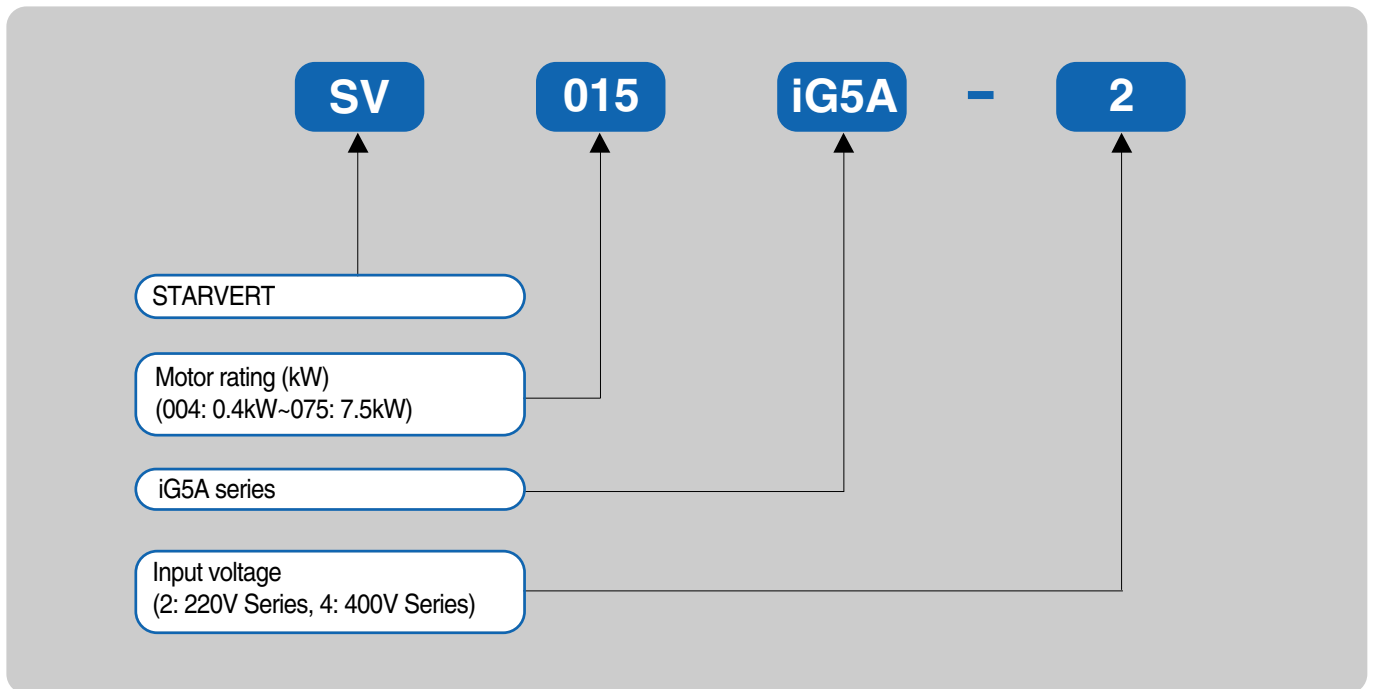 SV 015 iG5A - 2
STARVERT
Motor rating (kW)
(004: 0.4kW~075: 7.5kW)
iG5A series
Input voltage
(2: 220V Series, 4: 400V Series)